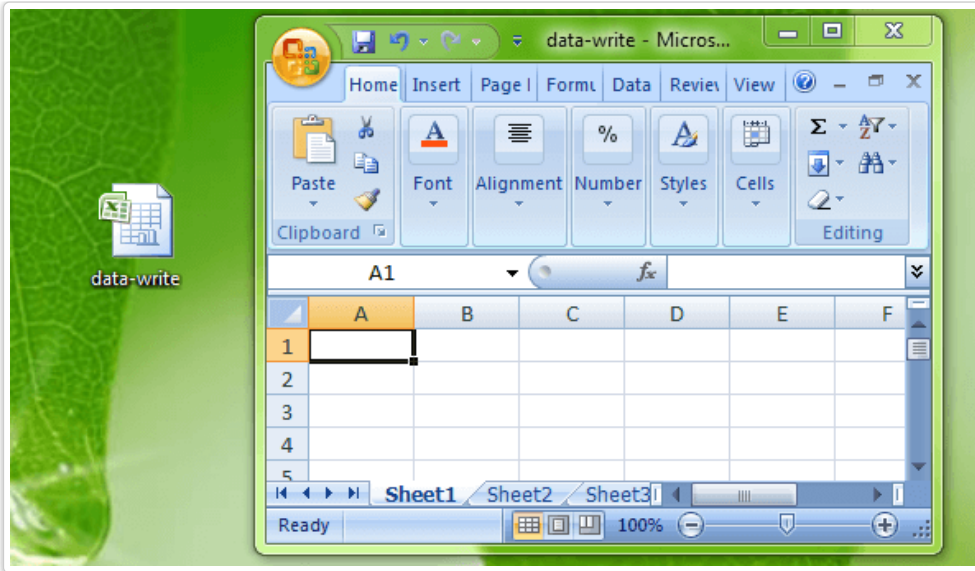 data-write - Micros...
Home Insert Page l Formu Data Review View
Σ
A % A
Paste Font Alignment Number Styles Cells
Clipboard Editing
data-write
A1 fx
A B C D E F
1
2
3
4
5
Sheet1 Sheet2 Sheet3
Ready 100%